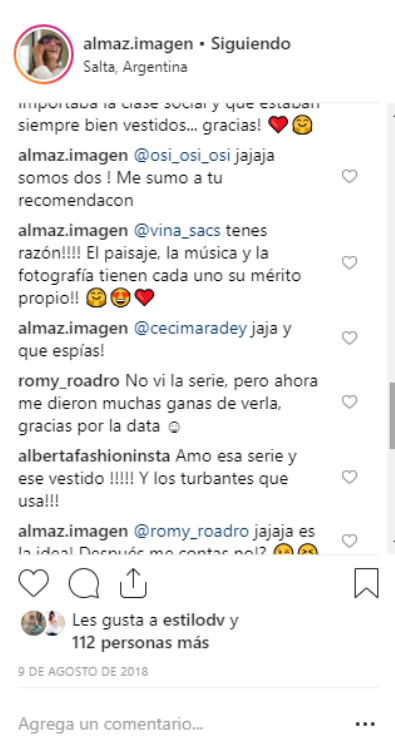 almaz.imagen • Siguiendo
Salta, Argentina
importaba la clase social y que estaban
siempre bien vestidos... gracias! ❤️🤗
almaz.imagen @osi_osi_osi jajaja
somos dos ! Me sumo a tu
recomendacon
almaz.imagen @vina_sacs tenes
razón!!!! El paisaje, la música y la
fotografía tienen cada uno su mérito
propio!! 🤗😍❤️
almaz.imagen @cecimaradey jaja y
que espías!
romy_roadro No vi la serie, pero ahora
me dieron muchas ganas de verla,
gracias por la data ☺
albertafashioninsta Amo esa serie y
ese vestido !!!!! Y los turbantes que
usa!!!
almaz.imagen @romy_roadro jajaja es
la idea! Después me contas no!? 😉😆
Les gusta a estilodv y
112 personas más
9 DE AGOSTO DE 2018
Agrega un comentario...